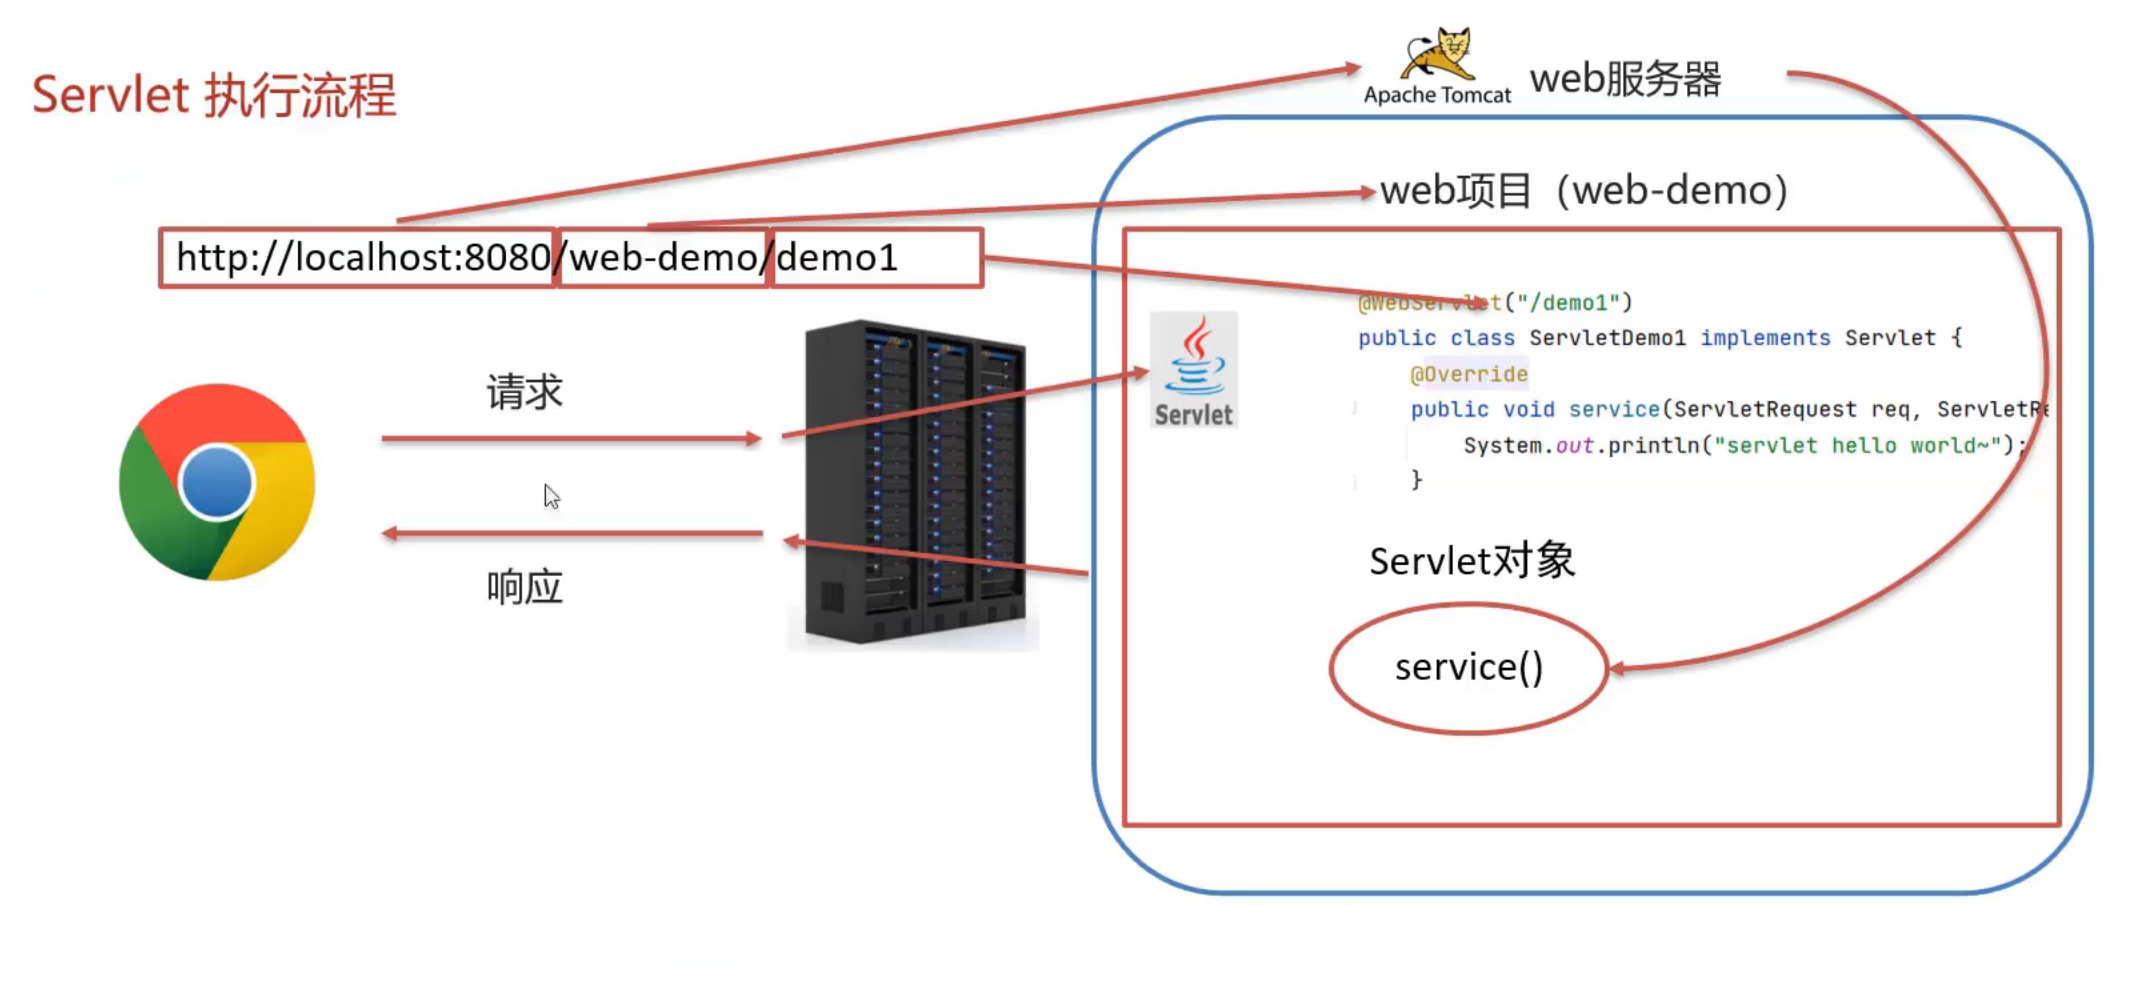 Servlet 执行流程
Apache Tomcat
web服务器
web项目（web-demo）
http://localhost:8080/web-demo/demo1
@WebServlet("/demo1")
public class ServletDemo1 implements Servlet {
@Override
public void service(ServletRequest req, ServletRe
System.out.println("servlet hello world~");
}
Servlet
请求
响应
Servlet对象
service()